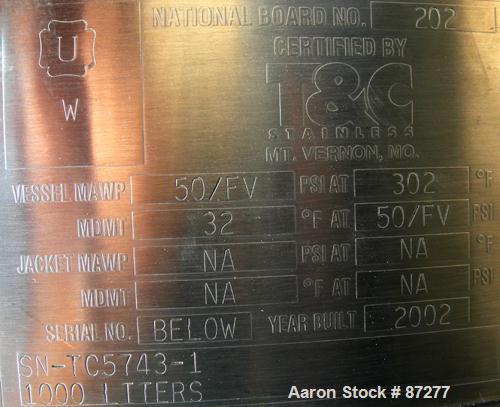 NATIONAL BOARD NO. 202
U
CERTIFIED BY
T&C
W
STAINLESS
MT. VERNON, MO.
VESSEL MAWP 50/FV PSI AT 302 °F
MDMT 32 °F AT 50/FV PSI
JACKET MAWP NA PSI AT NA °F
MDMT NA °F AT NA PSI
SERIAL NO. BELOW YEAR BUILT 2002
SN-TC5743-1
1000 LITERS
Aaron Stock # 87277